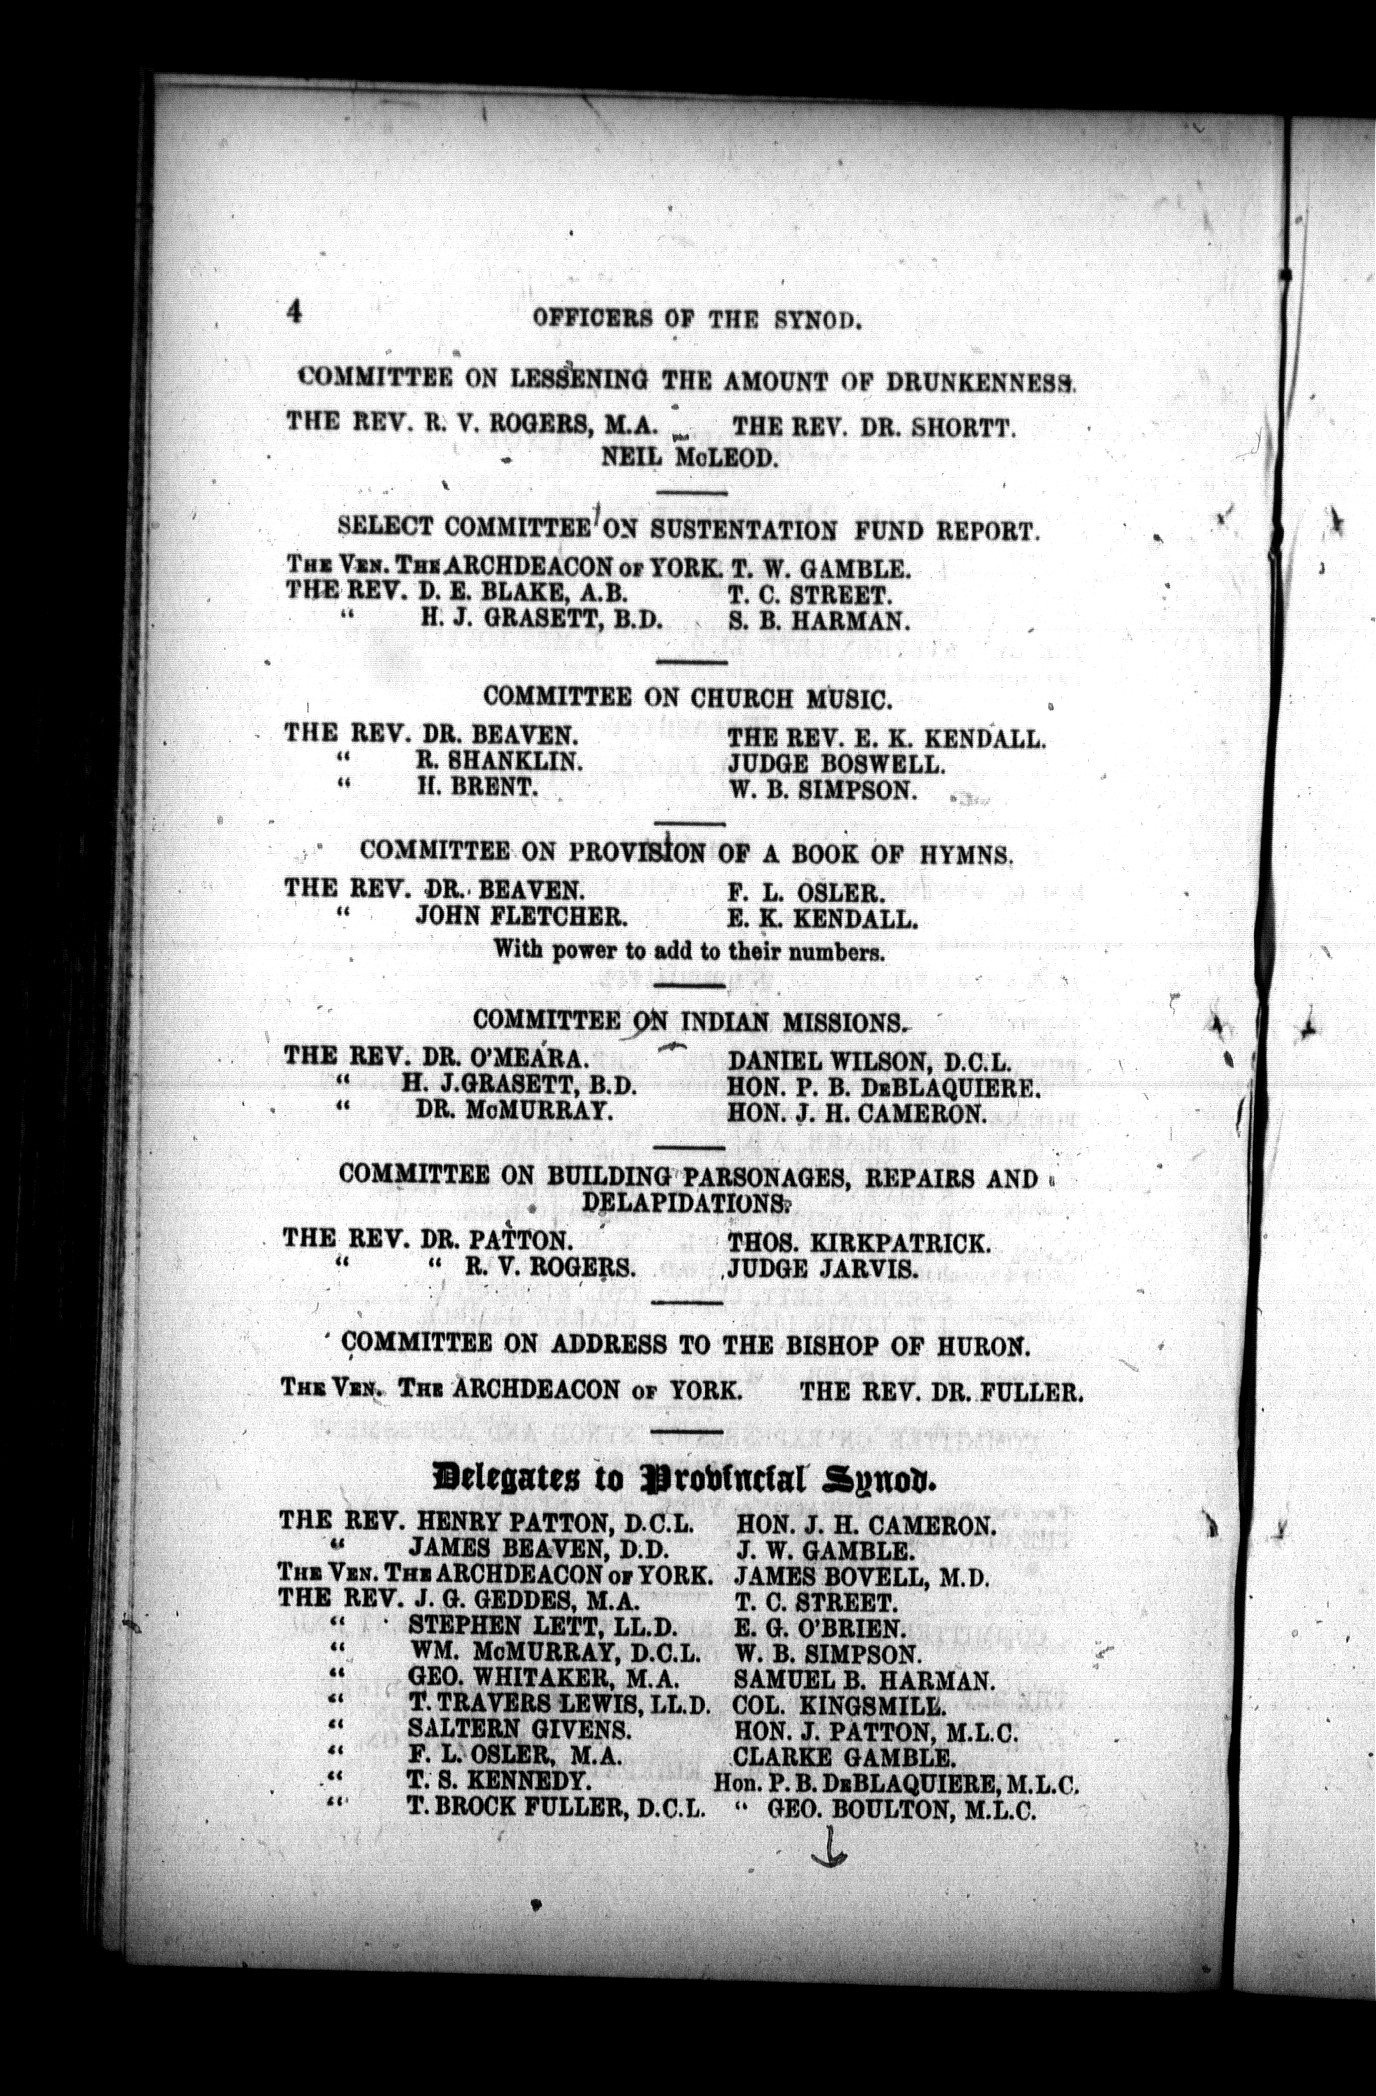 4 OFFICERS OF THE SYNOD.
COMMITTEE ON LESSENING THE AMOUNT OF DRUNKENNESS.
THE REV. R. V. ROGERS, M.A. THE REV. DR. SHORTT.
NEIL McLEOD.
SELECT COMMITTEE ON SUSTENTATION FUND REPORT.
THE VEN. THE ARCHDEACON OF YORK. T. W. GAMBLE.
THE REV. D. E. BLAKE, A.B. T. C. STREET.
“ H. J. GRASETT, B.D. S. B. HARMAN.
COMMITTEE ON CHURCH MUSIC.
THE REV. DR. BEAVEN. THE REV. E. K. KENDALL.
“ R. SHANKLIN. JUDGE BOSWELL.
“ H. BRENT. W. B. SIMPSON.
COMMITTEE ON PROVISION OF A BOOK OF HYMNS.
THE REV. DR. BEAVEN. F. L. OSLER.
“ JOHN FLETCHER. E. K. KENDALL.
With power to add to their numbers.
COMMITTEE ON INDIAN MISSIONS.
THE REV. DR. O'MEARA. DANIEL WILSON, D.C.L.
“ H. J. GRASETT, B.D. HON. P. B. DEBLAQUIERE.
“ DR. McMURRAY. HON. J. H. CAMERON.
COMMITTEE ON BUILDING PARSONAGES, REPAIRS AND
DELAPIDATIONS.
THE REV. DR. PATTON. THOS. KIRKPATRICK.
“ “ R. V. ROGERS. JUDGE JARVIS.
COMMITTEE ON ADDRESS TO THE BISHOP OF HURON.
THE VEN. THE ARCHDEACON OF YORK. THE REV. DR. FULLER.
Delegates to Provincial Synod.
THE REV. HENRY PATTON, D.C.L. HON. J. H. CAMERON.
“ JAMES BEAVEN, D.D. J. W. GAMBLE.
THE VEN. THE ARCHDEACON OF YORK. JAMES BOVELL, M.D.
THE REV. J. G. GEDDES, M.A. T. C. STREET.
“ STEPHEN LETT, LL.D. E. G. O'BRIEN.
“ WM. McMURRAY, D.C.L. W. B. SIMPSON.
“ GEO. WHITAKER, M.A. SAMUEL B. HARMAN.
“ T. TRAVERS LEWIS, LL.D. COL. KINGSMILL.
“ SALTERN GIVENS. HON. J. PATTON, M.L.C.
“ F. L. OSLER, M.A. CLARKE GAMBLE.
“ T. S. KENNEDY. Hon. P. B. DEBLAQUIERE, M.L.C.
“ T. BROCK FULLER, D.C.L. “ GEO. BOULTON, M.L.C.